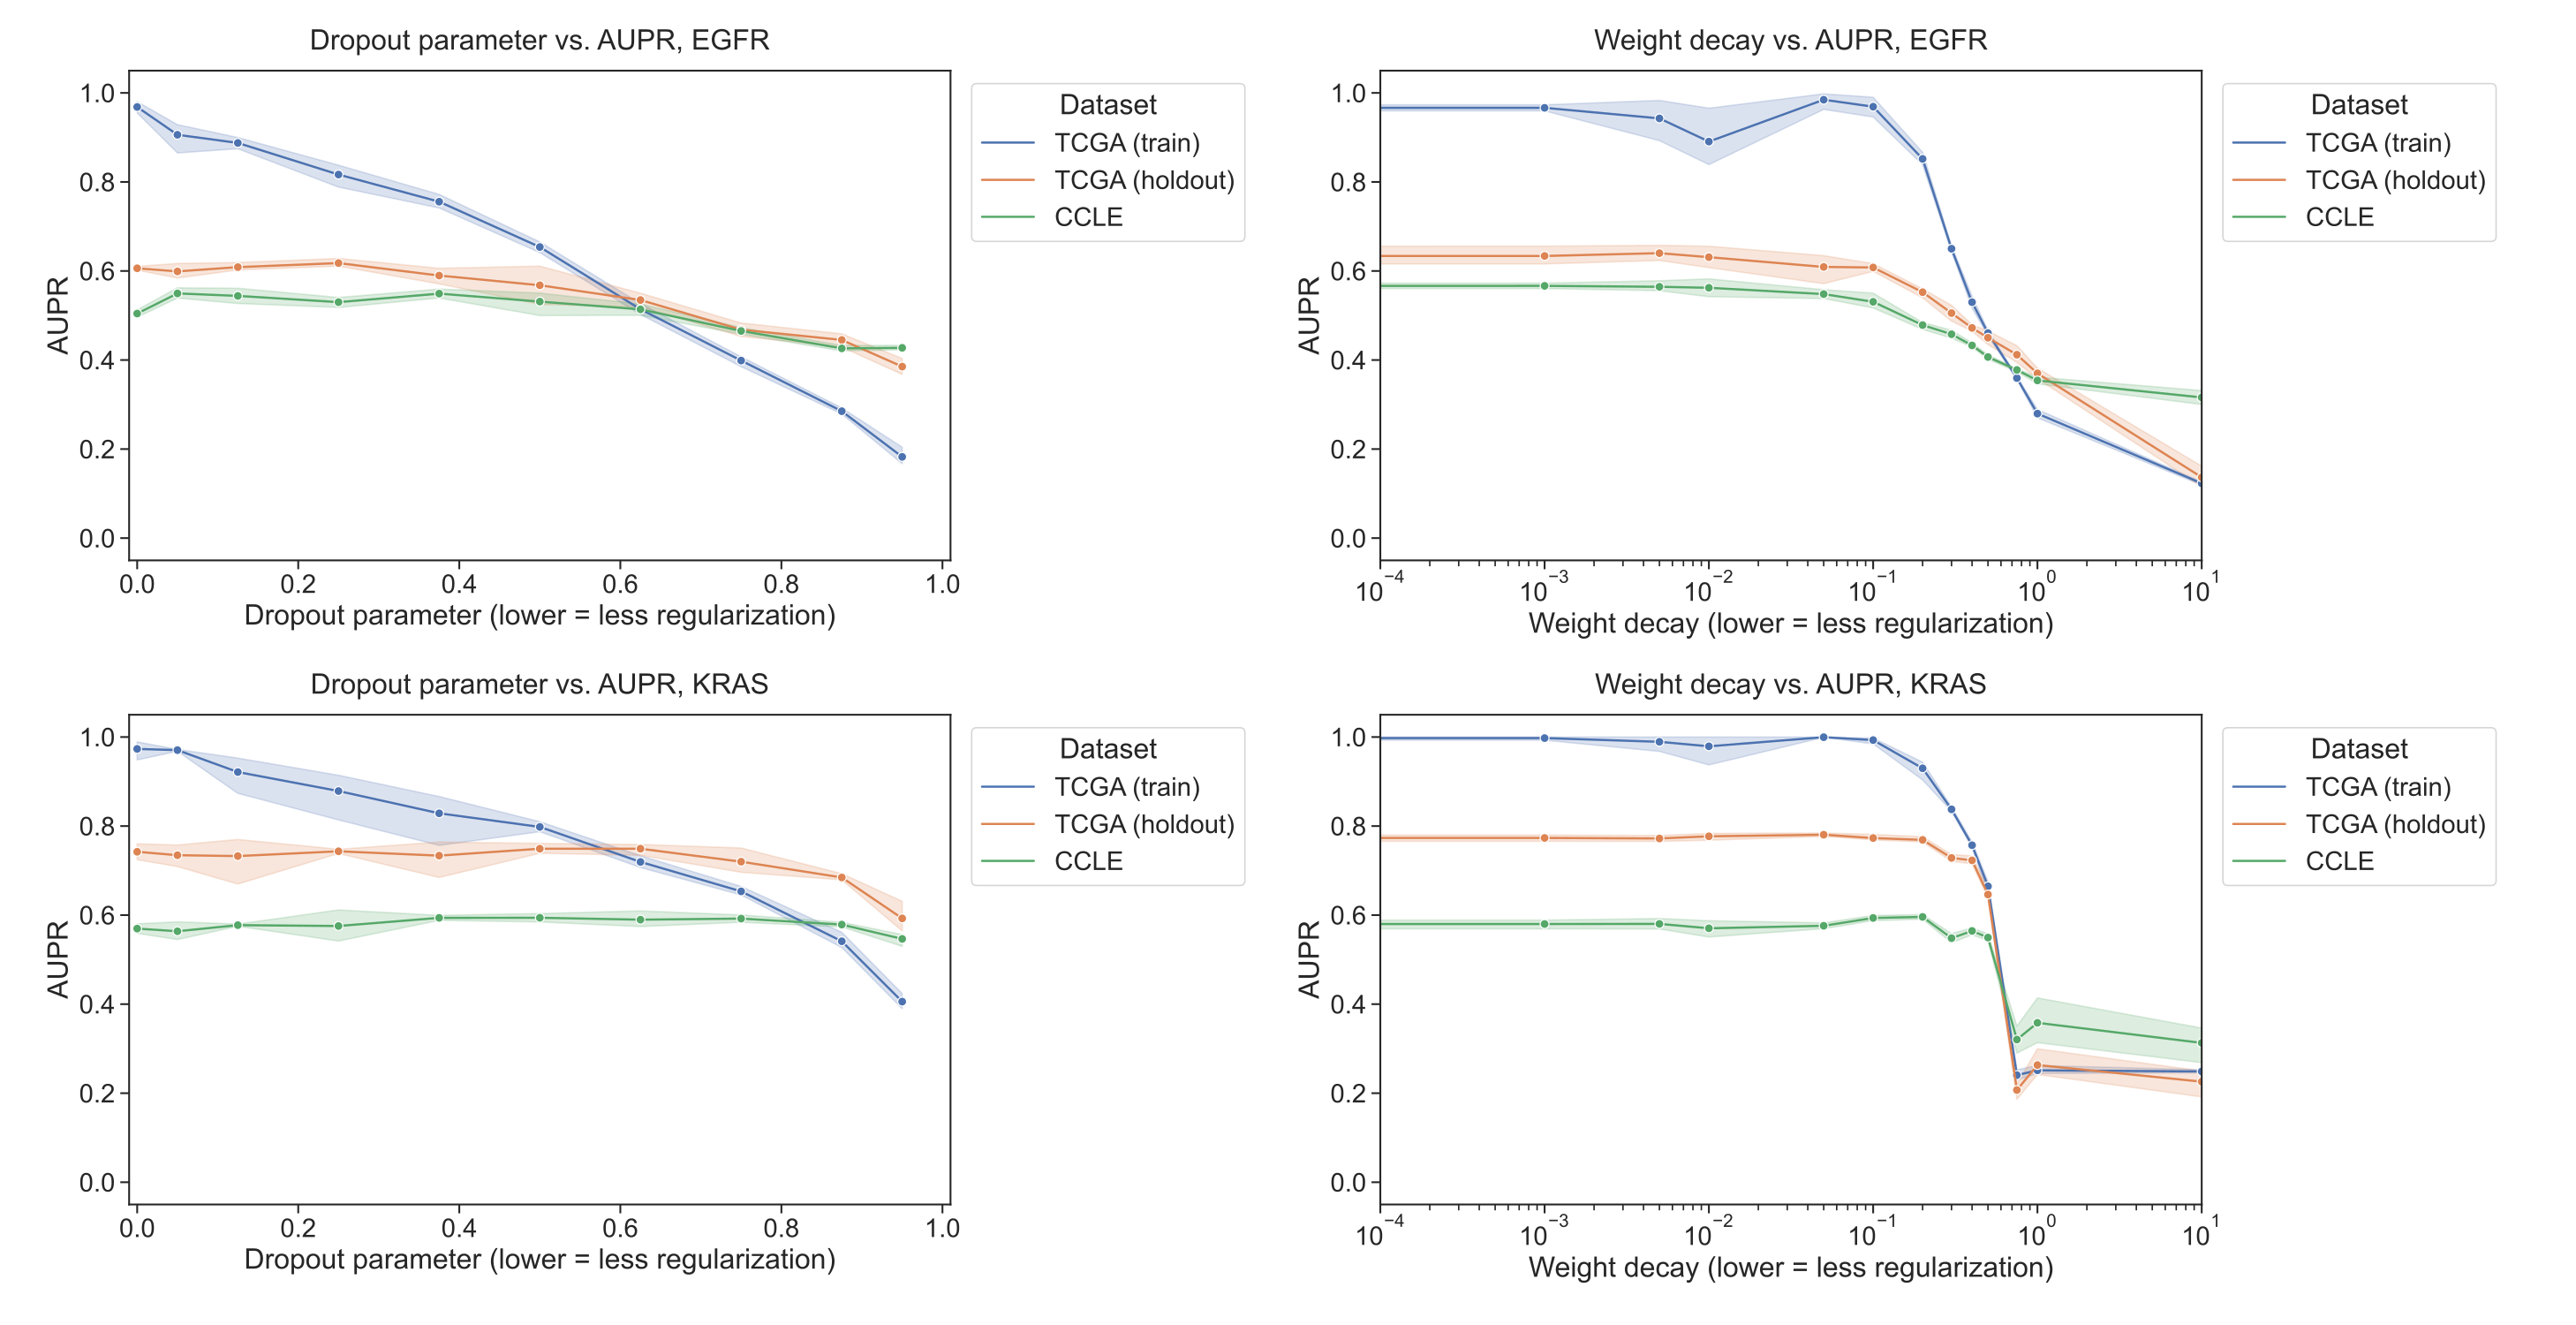 Dropout parameter vs. AUPR, EGFR
AUPR
1.0
0.8
0.6
0.4
0.2
0.0
0.0 0.2 0.4 0.6 0.8 1.0
Dropout parameter (lower = less regularization)
Dataset
TCGA (train)
TCGA (holdout)
CCLE
Weight decay vs. AUPR, EGFR
AUPR
1.0
0.8
0.6
0.4
0.2
0.0
10⁻⁴ 10⁻³ 10⁻² 10⁻¹ 10⁰ 10¹
Weight decay (lower = less regularization)
Dataset
TCGA (train)
TCGA (holdout)
CCLE
Dropout parameter vs. AUPR, KRAS
AUPR
1.0
0.8
0.6
0.4
0.2
0.0
0.0 0.2 0.4 0.6 0.8 1.0
Dropout parameter (lower = less regularization)
Dataset
TCGA (train)
TCGA (holdout)
CCLE
Weight decay vs. AUPR, KRAS
AUPR
1.0
0.8
0.6
0.4
0.2
0.0
10⁻⁴ 10⁻³ 10⁻² 10⁻¹ 10⁰ 10¹
Weight decay (lower = less regularization)
Dataset
TCGA (train)
TCGA (holdout)
CCLE